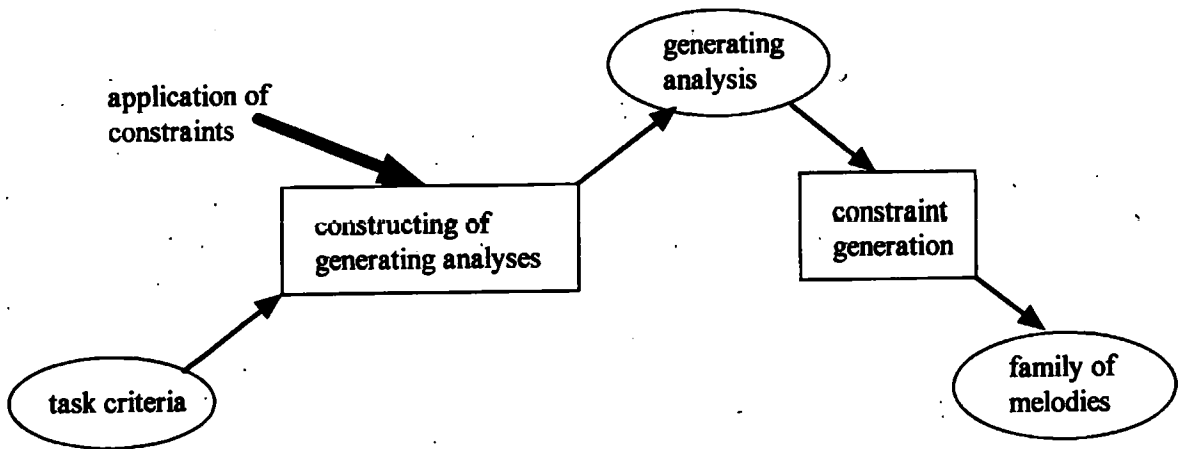 generating
analysis
application of
constraints
constructing of
generating analyses
constraint
generation
family of
melodies
task criteria